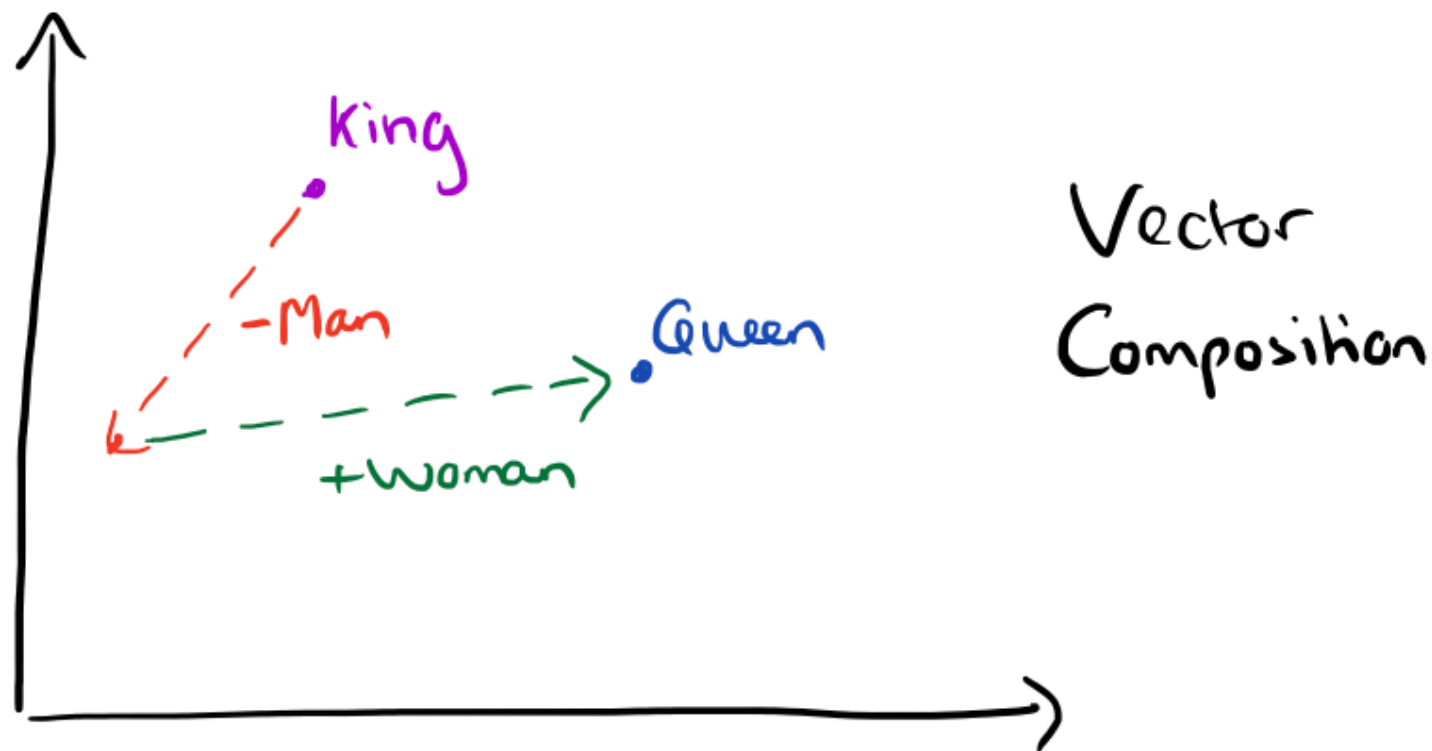 King
Vector
-Man
Queen
Composition
+Woman